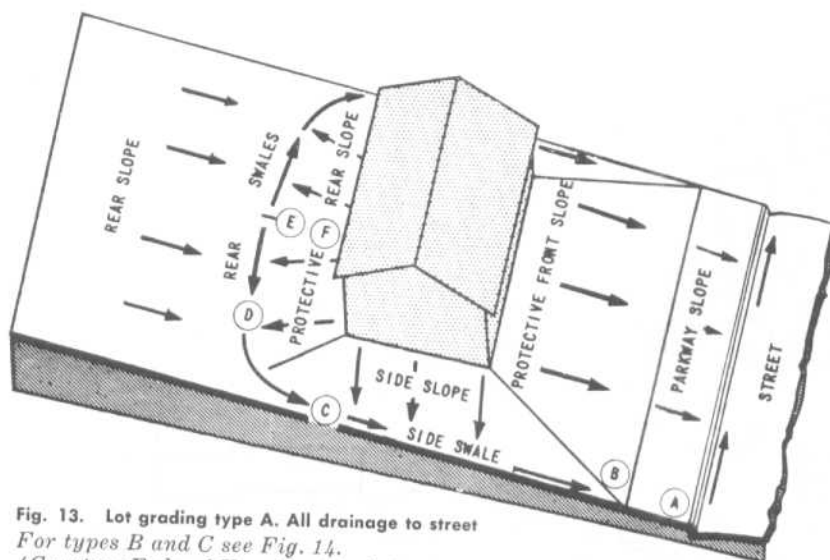 REAR SLOPE
SWALES
REAR SLOPE
E
F
REAR
PROTECTIVE
D
C
SIDE SLOPE
SIDE SWALE
PROTECTIVE FRONT SLOPE
B
PARKWAY SLOPE
A
STREET
Fig. 13. Lot grading type A. All drainage to street
For types B and C see Fig. 14.